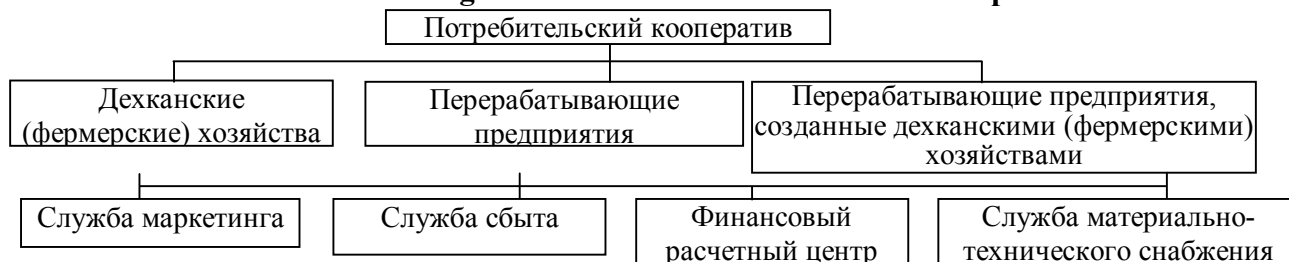 Потребительский кооператив
Дехканские
(фермерские) хозяйства
Перерабатывающие
предприятия
Перерабатывающие предприятия,
созданные дехканскими (фермерскими)
хозяйствами
Служба маркетинга
Служба сбыта
Финансовый
расчетный центр
Служба материально-
технического снабжения